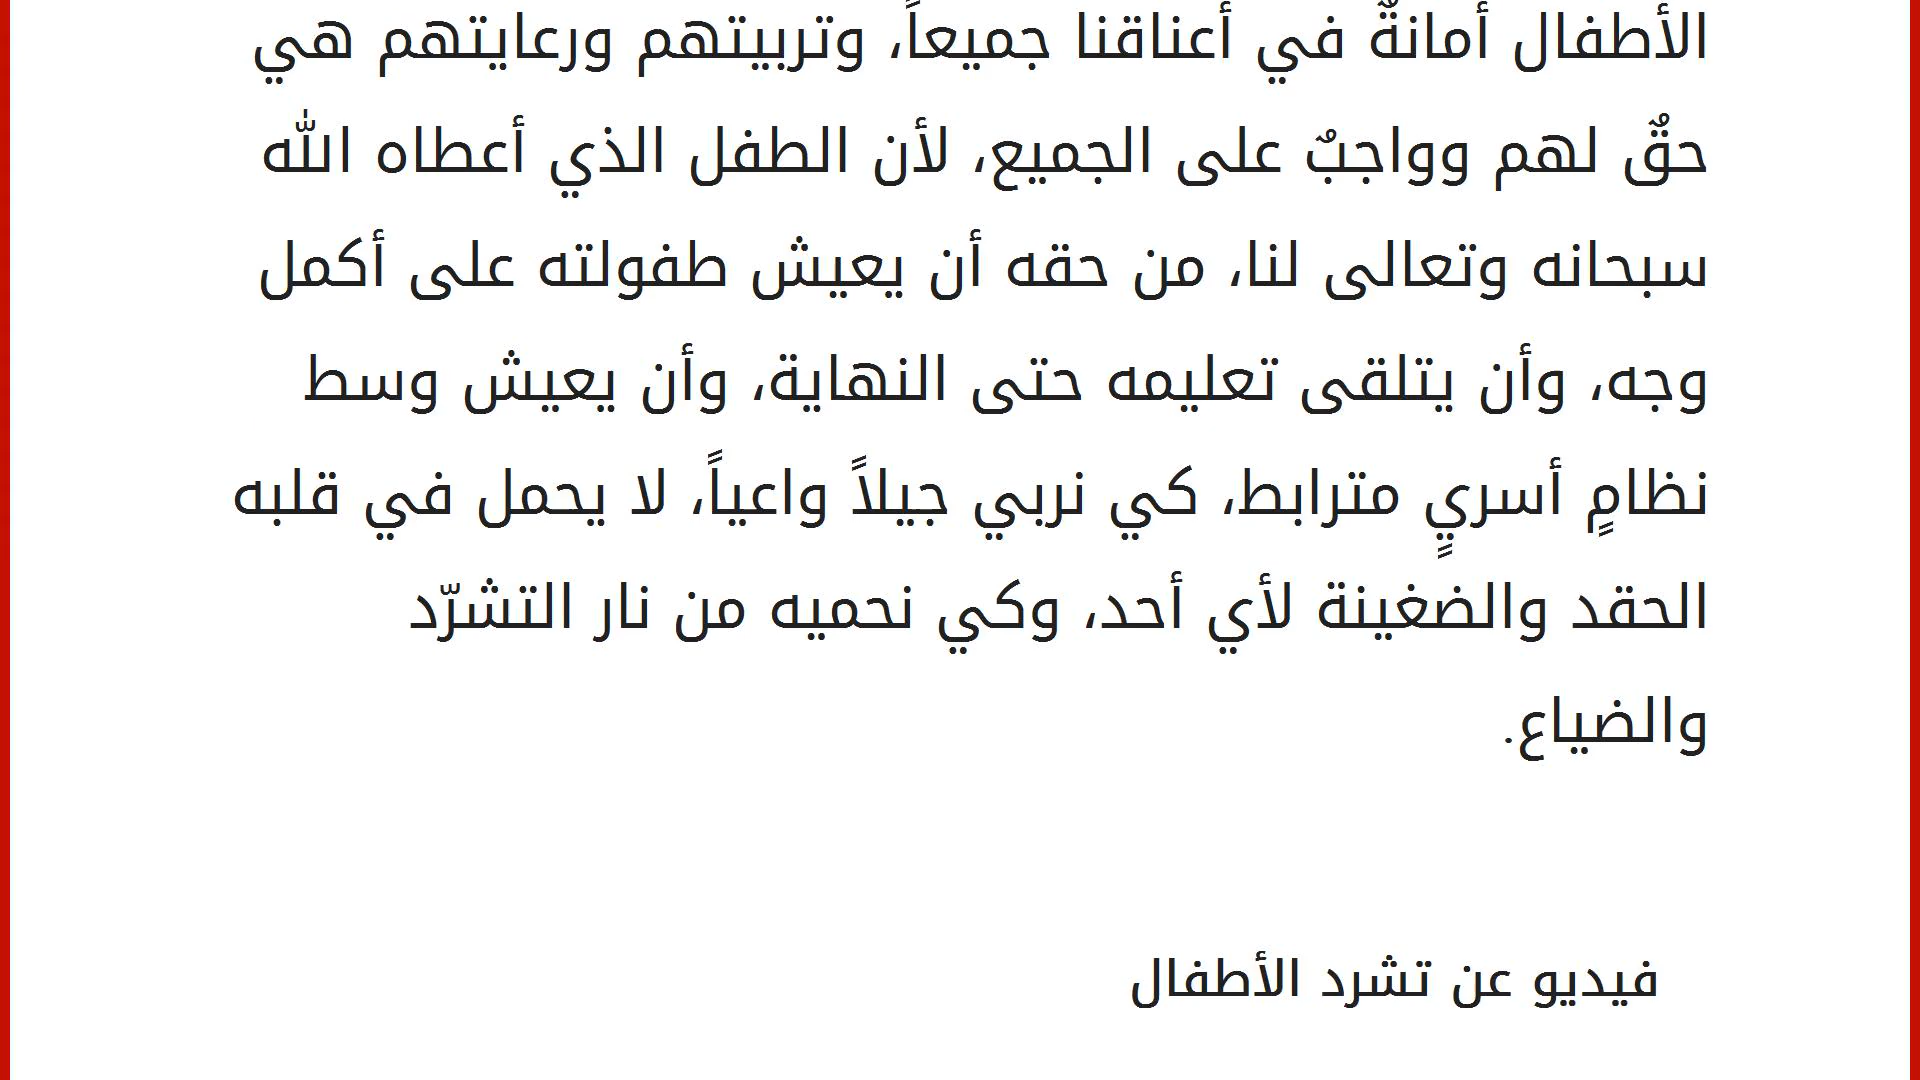 الأطفال أمانةٌ في أعناقنا جميعاً، وتربيتهم ورعايتهم هي
حقٌ لهم وواجبٌ على الجميع، لأن الطفل الذي أعطاه الله
سبحانه وتعالى لنا، من حقه أن يعيش طفولته على أكمل
وجه، وأن يتلقى تعليمه حتى النهاية، وأن يعيش وسط
نظامٍ أسريٍ مترابط، كي نربي جيلاً واعياً، لا يحمل في قلبه
الحقد والضغينة لأي أحد، وكي نحميه من نار التشرّد
والضياع.
فيديو عن تشرد الأطفال